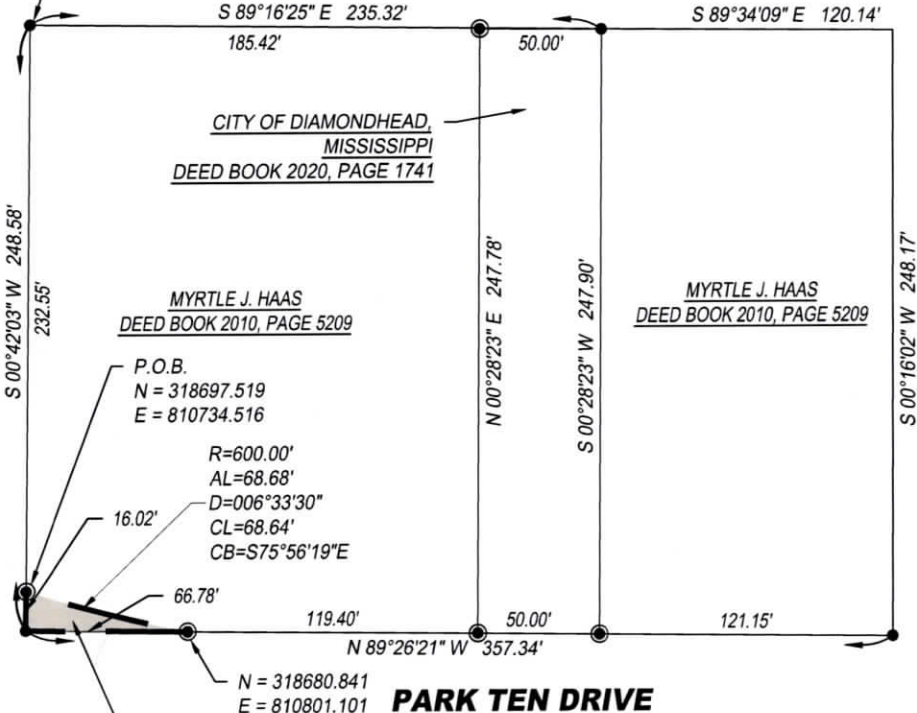 S 89°16'25" E 235.32'
S 89°34'09" E 120.14'
185.42'
50.00'
CITY OF DIAMONDHEAD,
MISSISSIPPI
DEED BOOK 2020, PAGE 1741
S 00°42'03" W 248.58'
232.55'
MYRTLE J. HAAS
DEED BOOK 2010, PAGE 5209
N 00°28'23" E 247.78'
S 00°28'23" W 247.90'
MYRTLE J. HAAS
DEED BOOK 2010, PAGE 5209
S 00°16'02" W 248.17'
P.O.B.
N = 318697.519
E = 810734.516
R=600.00'
AL=68.68'
D=006°33'30"
CL=68.64'
CB=S75°56'19"E
16.02'
66.78'
119.40'
50.00'
121.15'
N 89°26'21" W 357.34'
N = 318680.841
E = 810801.101
PARK TEN DRIVE